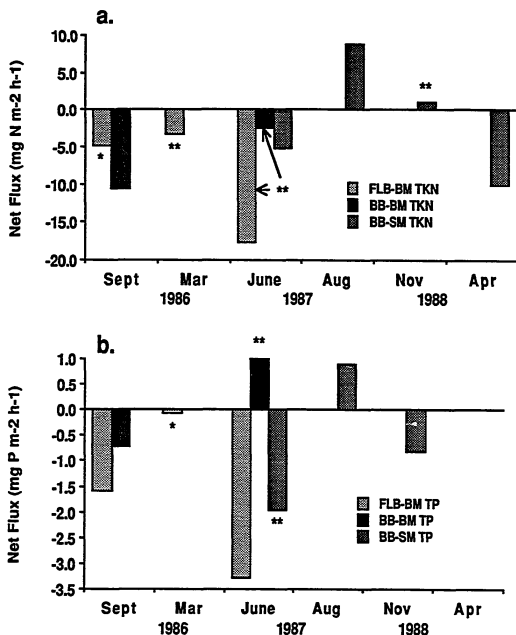 a.
Net Flux (mg N m-2 h-1)
10.0
5.0
0.0
-5.0
-10.0
-15.0
-20.0
*
**
**
**
FLB-BM TKN
BB-BM TKN
BB-SM TKN
Sept Mar June Aug Nov Apr
1986 1987 1988
b.
Net Flux (mg P m-2 h-1)
1.0
0.5
0.0
-0.5
-1.0
-1.5
-2.0
-2.5
-3.0
-3.5
**
*
**
FLB-BM TP
BB-BM TP
BB-SM TP
Sept Mar June Aug Nov Apr
1986 1987 1988